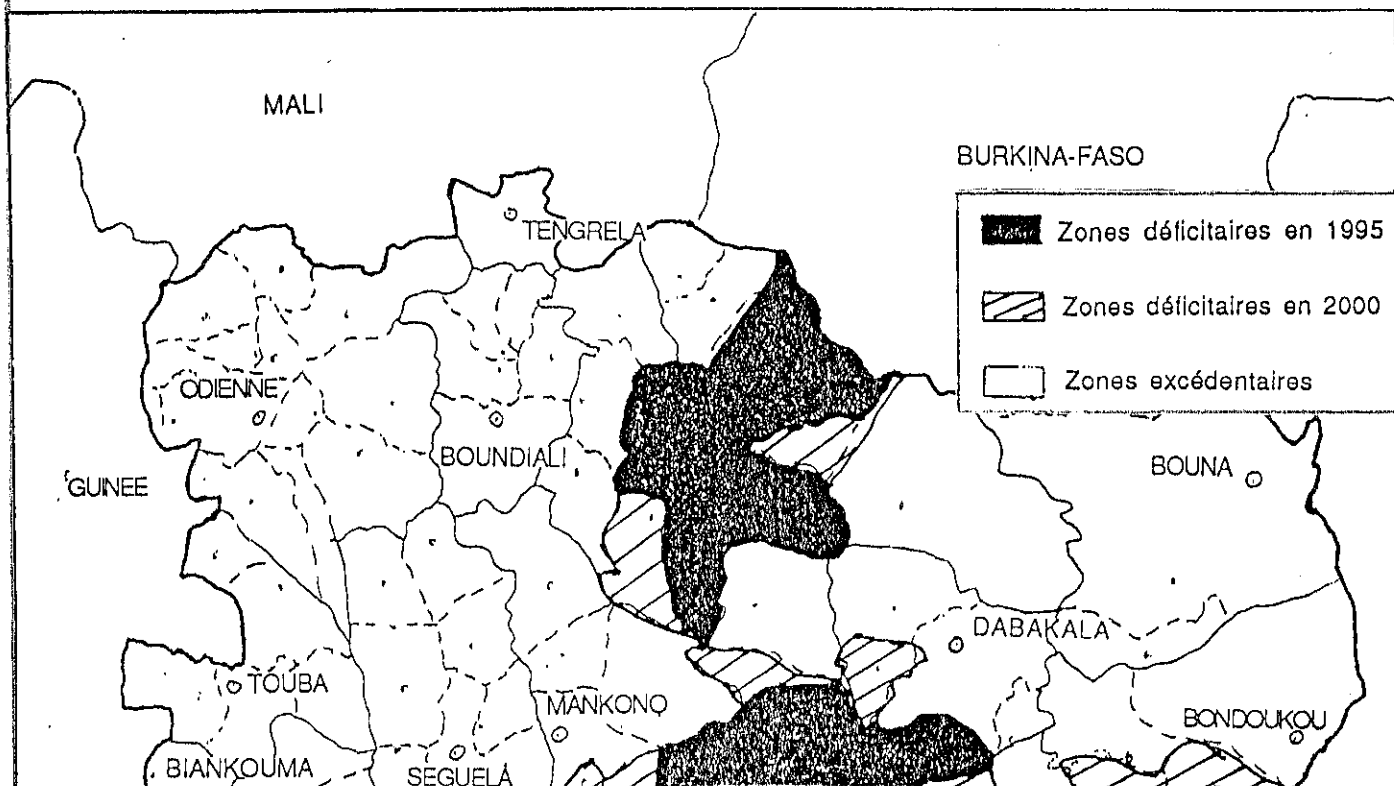 MALI
BURKINA-FASO
Zones déficitaires en 1995
Zones déficitaires en 2000
Zones excédentaires
TENGRELA
ODIENNE
BOUNDIALI
BOUNA
GUINEE
DABAKALA
TOUBA
MANKONO
BONDOUKOU
BIANKOUMA
SEGUELA